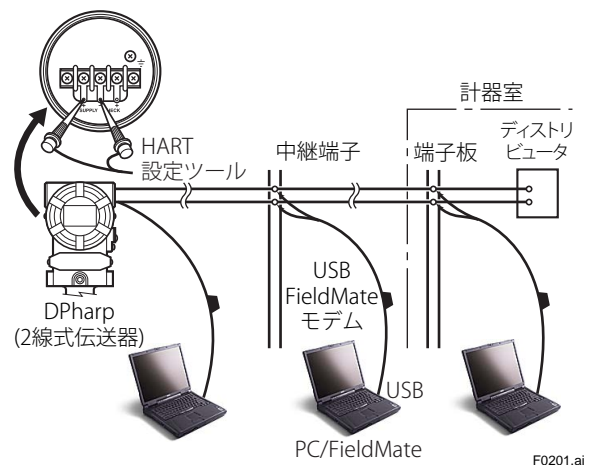 SUPPLY
CHECK
HART
設定ツール
計器室
中継端子
端子板
ディストリ
ビュータ
DPharp
(2線式伝送器)
USB
FieldMate
モデム
USB
PC/FieldMate
F0201.ai